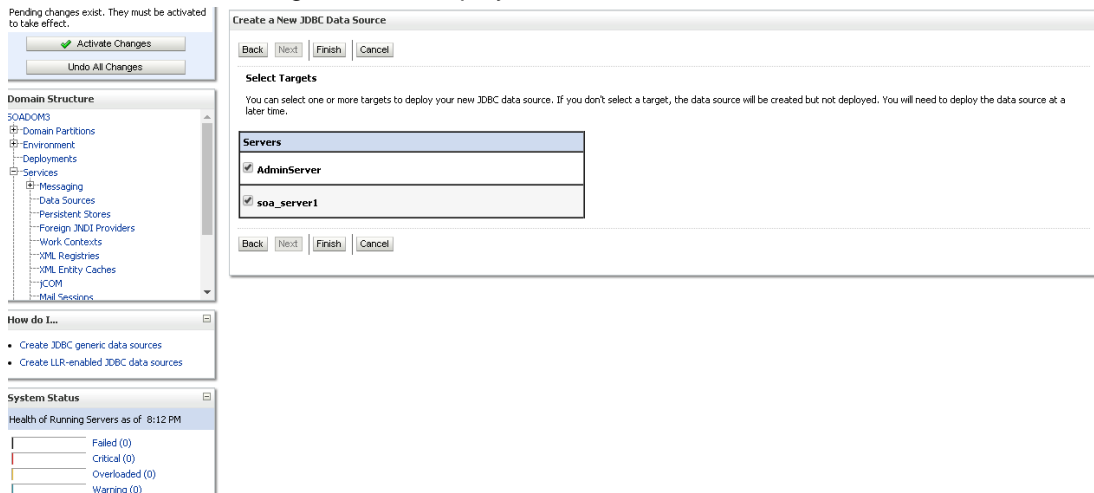 Pending changes exist. They must be activated
to take effect.
Activate Changes
Undo All Changes
Domain Structure
SOADOM3
Domain Partitions
Environment
Deployments
Services
Messaging
Data Sources
Persistent Stores
Foreign JNDI Providers
Work Contexts
XML Registries
XML Entity Caches
jCOM
Mail Sessions
How do I...
Create JDBC generic data sources
Create LLR-enabled JDBC data sources
System Status
Health of Running Servers as of 8:12 PM
Failed (0)
Critical (0)
Overloaded (0)
Warning (0)
Create a New JDBC Data Source
Back Next Finish Cancel
Select Targets
You can select one or more targets to deploy your new JDBC data source. If you don't select a target, the data source will be created but not deployed. You will need to deploy the data source at a
later time.
Servers
AdminServer
soa_server1
Back Next Finish Cancel